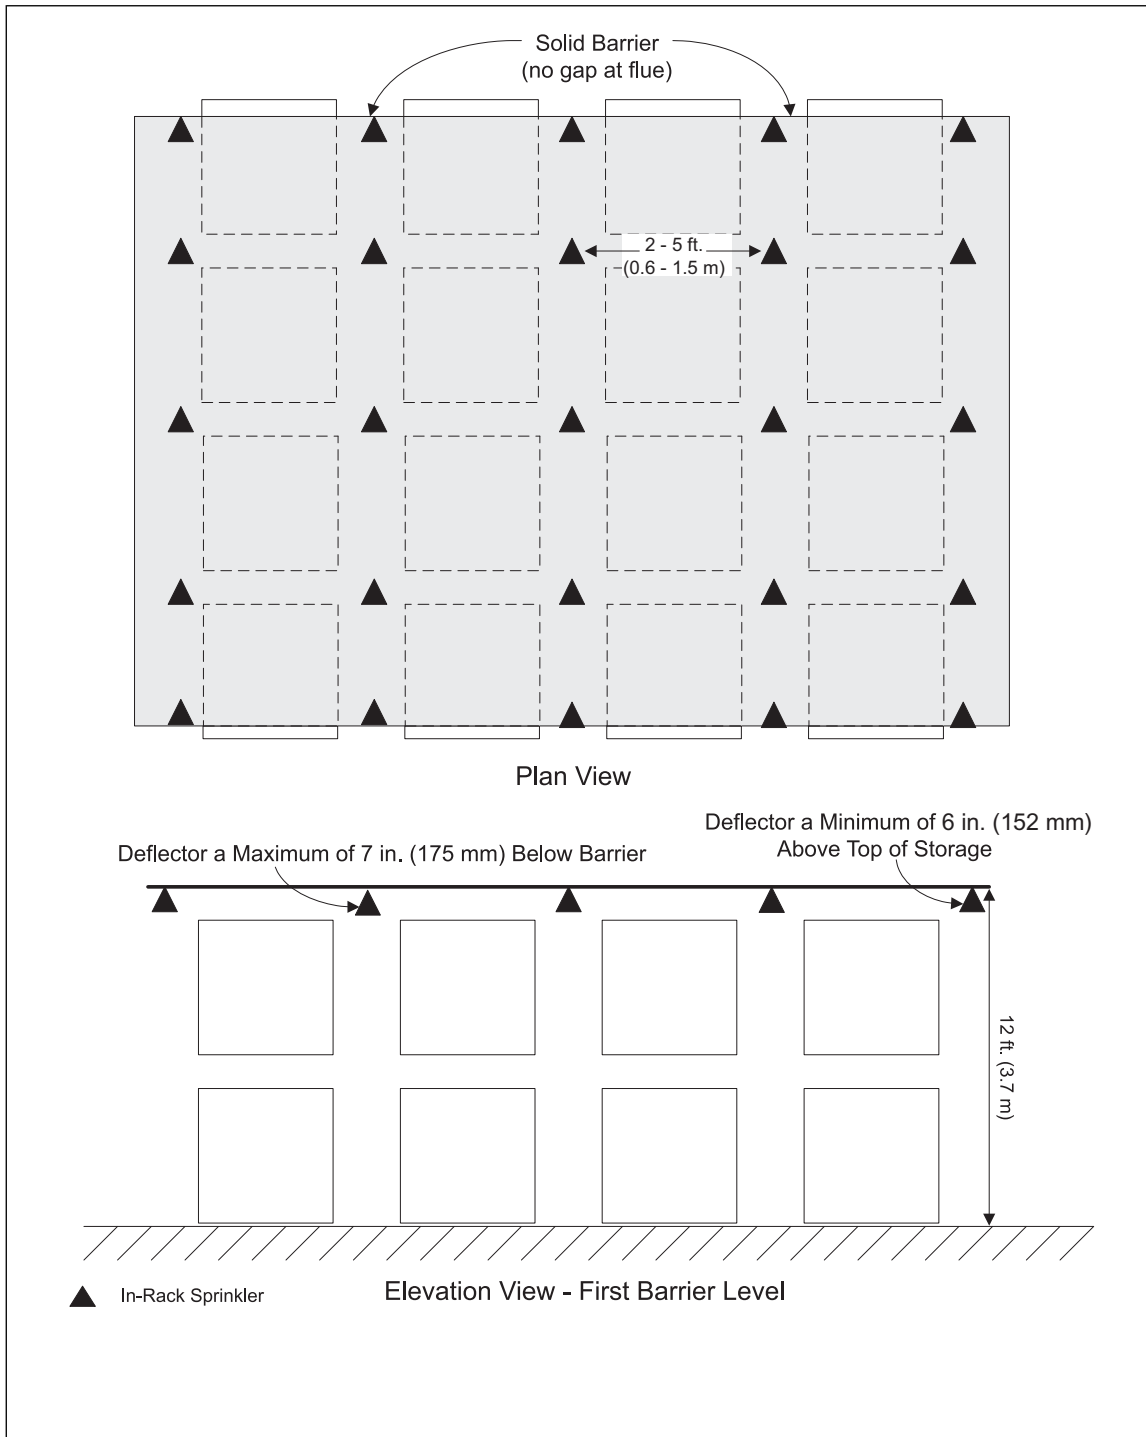 Solid Barrier
(no gap at flue)
2 - 5 ft.
(0.6 - 1.5 m)
Plan View
Deflector a Minimum of 6 in. (152 mm)
Above Top of Storage
Deflector a Maximum of 7 in. (175 mm) Below Barrier
12 ft. (3.7 m)
In-Rack Sprinkler
Elevation View - First Barrier Level